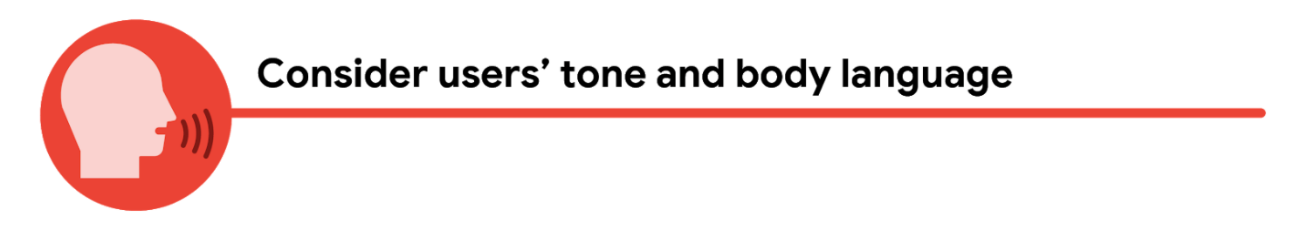 Consider users’ tone and body language